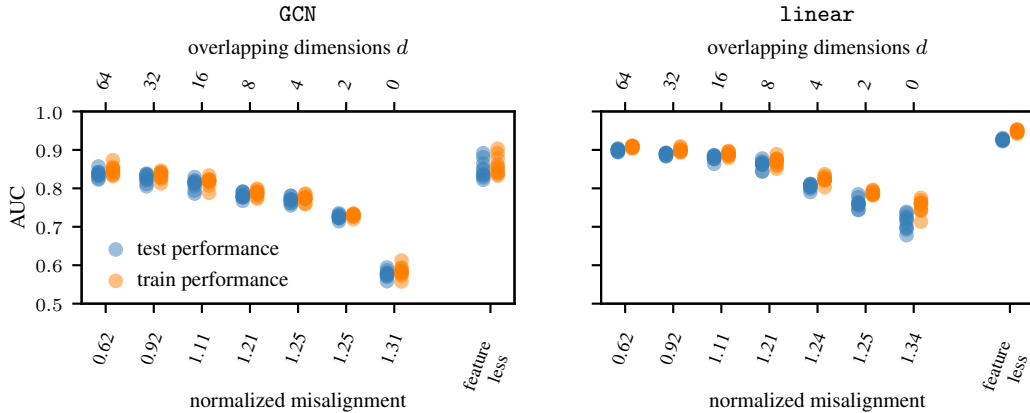 GCN
overlapping dimensions d
64 32 16 8 4 2 0
1.0
0.9
0.8
0.7
0.6
0.5
AUC
test performance
train performance
0.62 0.92 1.11 1.21 1.25 1.25 1.31 feature less
normalized misalignment
linear
overlapping dimensions d
64 32 16 8 4 2 0
0.62 0.92 1.11 1.21 1.24 1.25 1.34 feature less
normalized misalignment